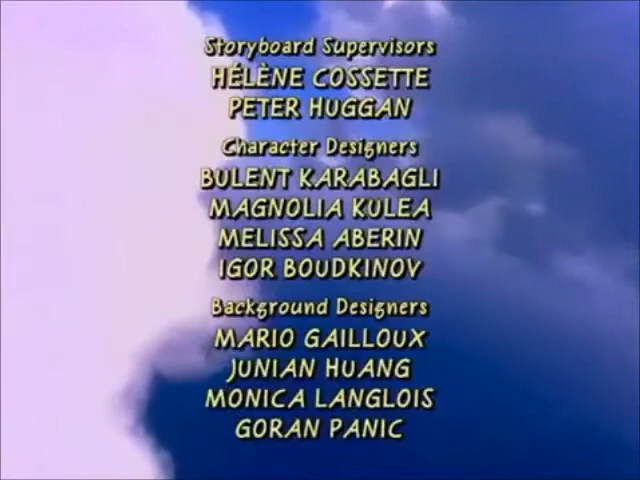 Storyboard Supervisors
HÉLÈNE COSSETTE
PETER HUGGAN
Character Designers
BULENT KARABAGLI
MAGNOLIA KULEA
MELISSA ABERIN
IGOR BOUDKINOV
Background Designers
MARIO GAILLOUX
JUNIAN HUANG
MONICA LANGLOIS
GORAN PANIC